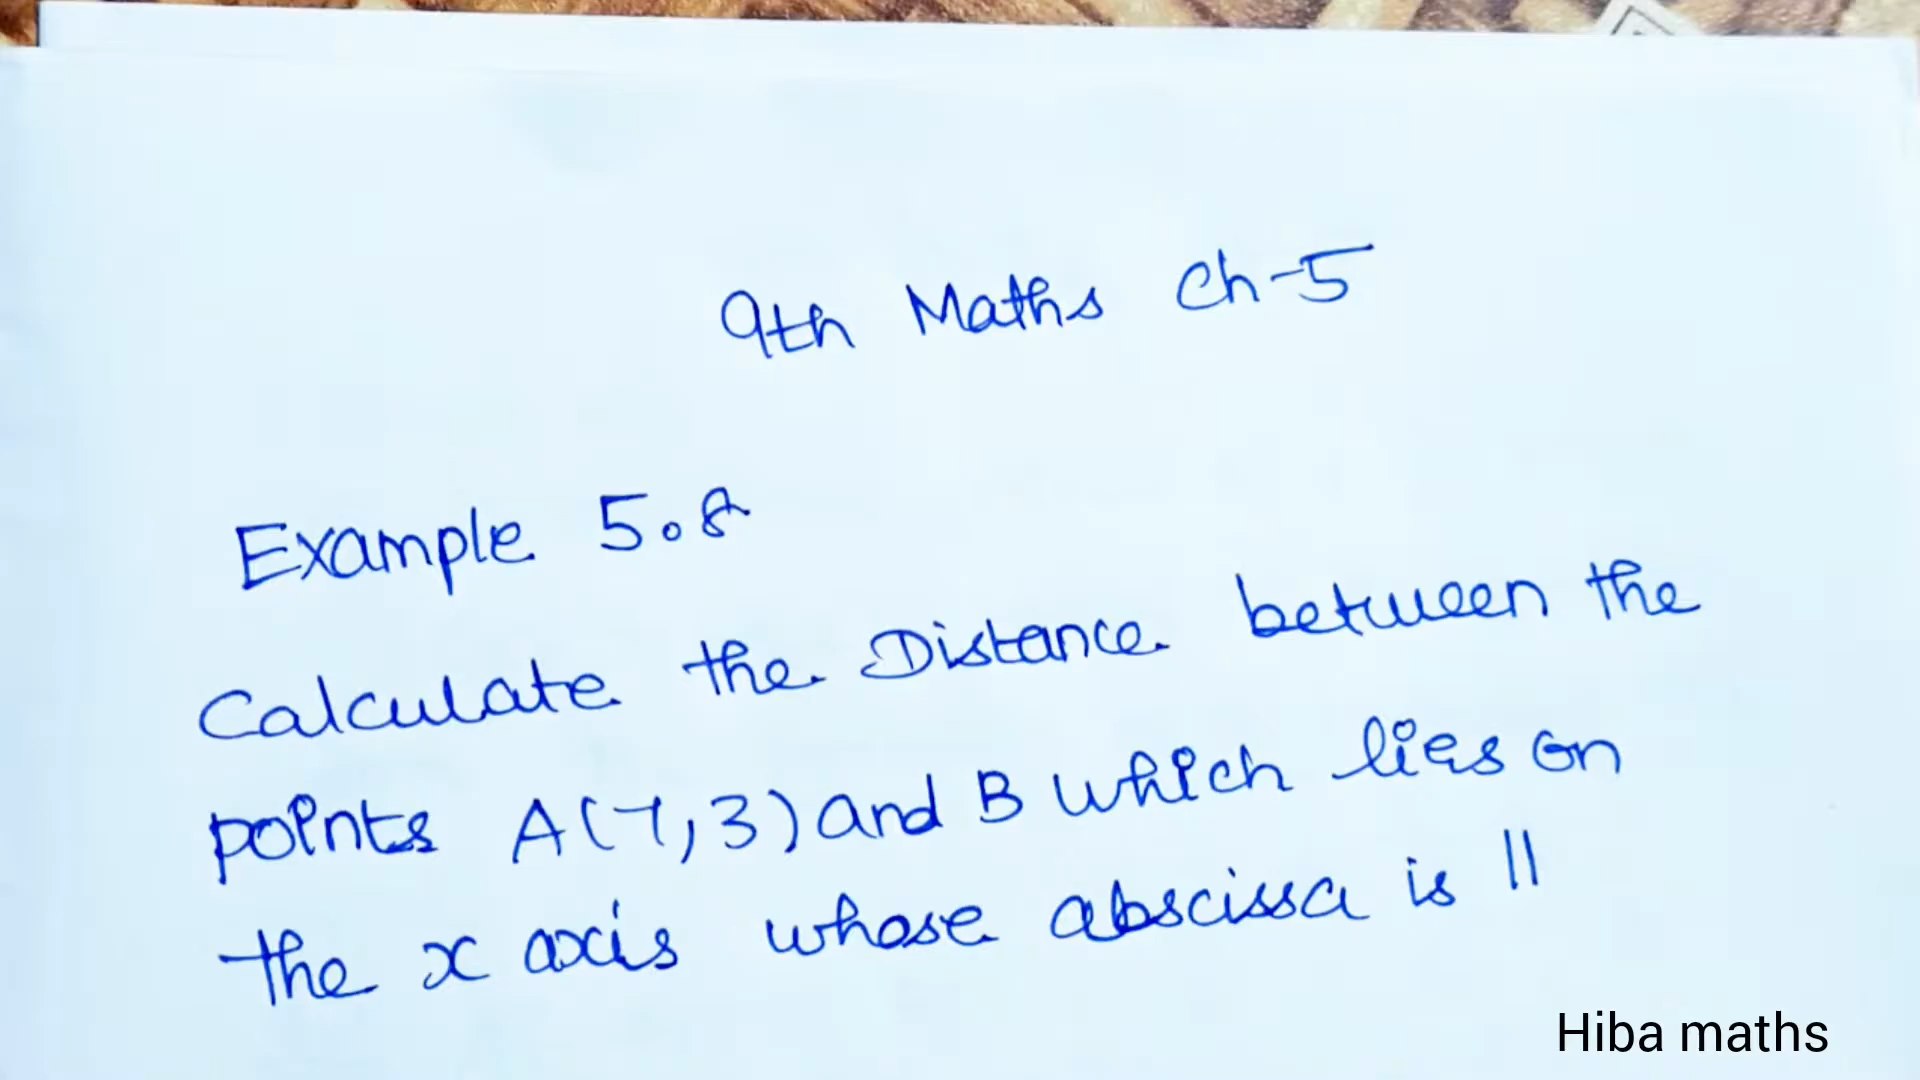 9th Maths Ch-5
Example 5.8
Calculate the Distance between the
points A(7,3) and B which lies on
the x axis whose abscissa is 11
Hiba maths